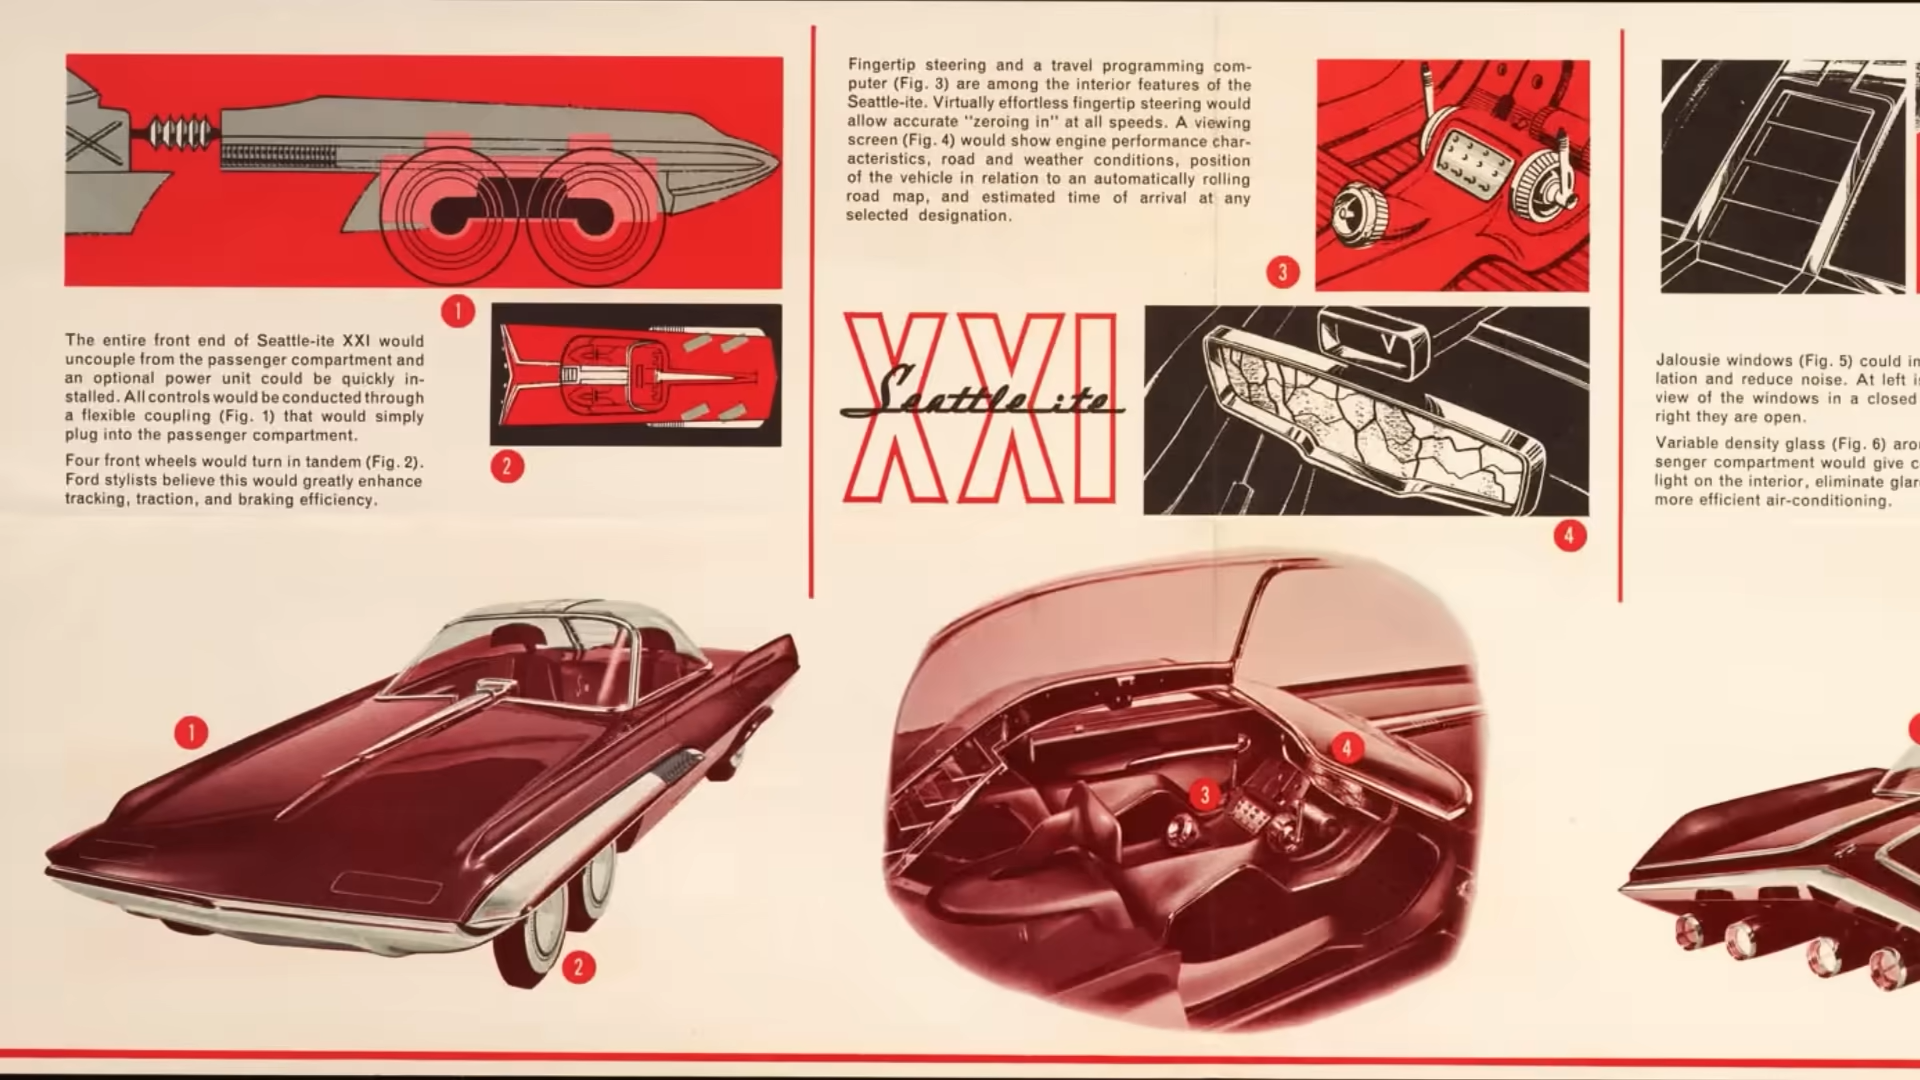 The entire front end of Seattle-ite XXI would
uncouple from the passenger compartment and
an optional power unit could be quickly in-
stalled. All controls would be conducted through
a flexible coupling (Fig. 1) that would simply
plug into the passenger compartment.
Four front wheels would turn in tandem (Fig. 2).
Ford stylists believe this would greatly enhance
tracking, traction, and braking efficiency.
1
2
1
2
Fingertip steering and a travel programming com-
puter (Fig. 3) are among the interior features of the
Seattle-ite. Virtually effortless fingertip steering would
allow accurate "zeroing in" at all speeds. A viewing
screen (Fig. 4) would show engine performance char-
acteristics, road and weather conditions, position
of the vehicle in relation to an automatically rolling
road map, and estimated time of arrival at any
selected designation.
3
XXI
Seattle-ite
4
3
4
Jalousie windows (Fig. 5) could in
lation and reduce noise. At left i
view of the windows in a closed
right they are open.
Variable density glass (Fig. 6) aro
senger compartment would give c
light on the interior, eliminate glar
more efficient air-conditioning.